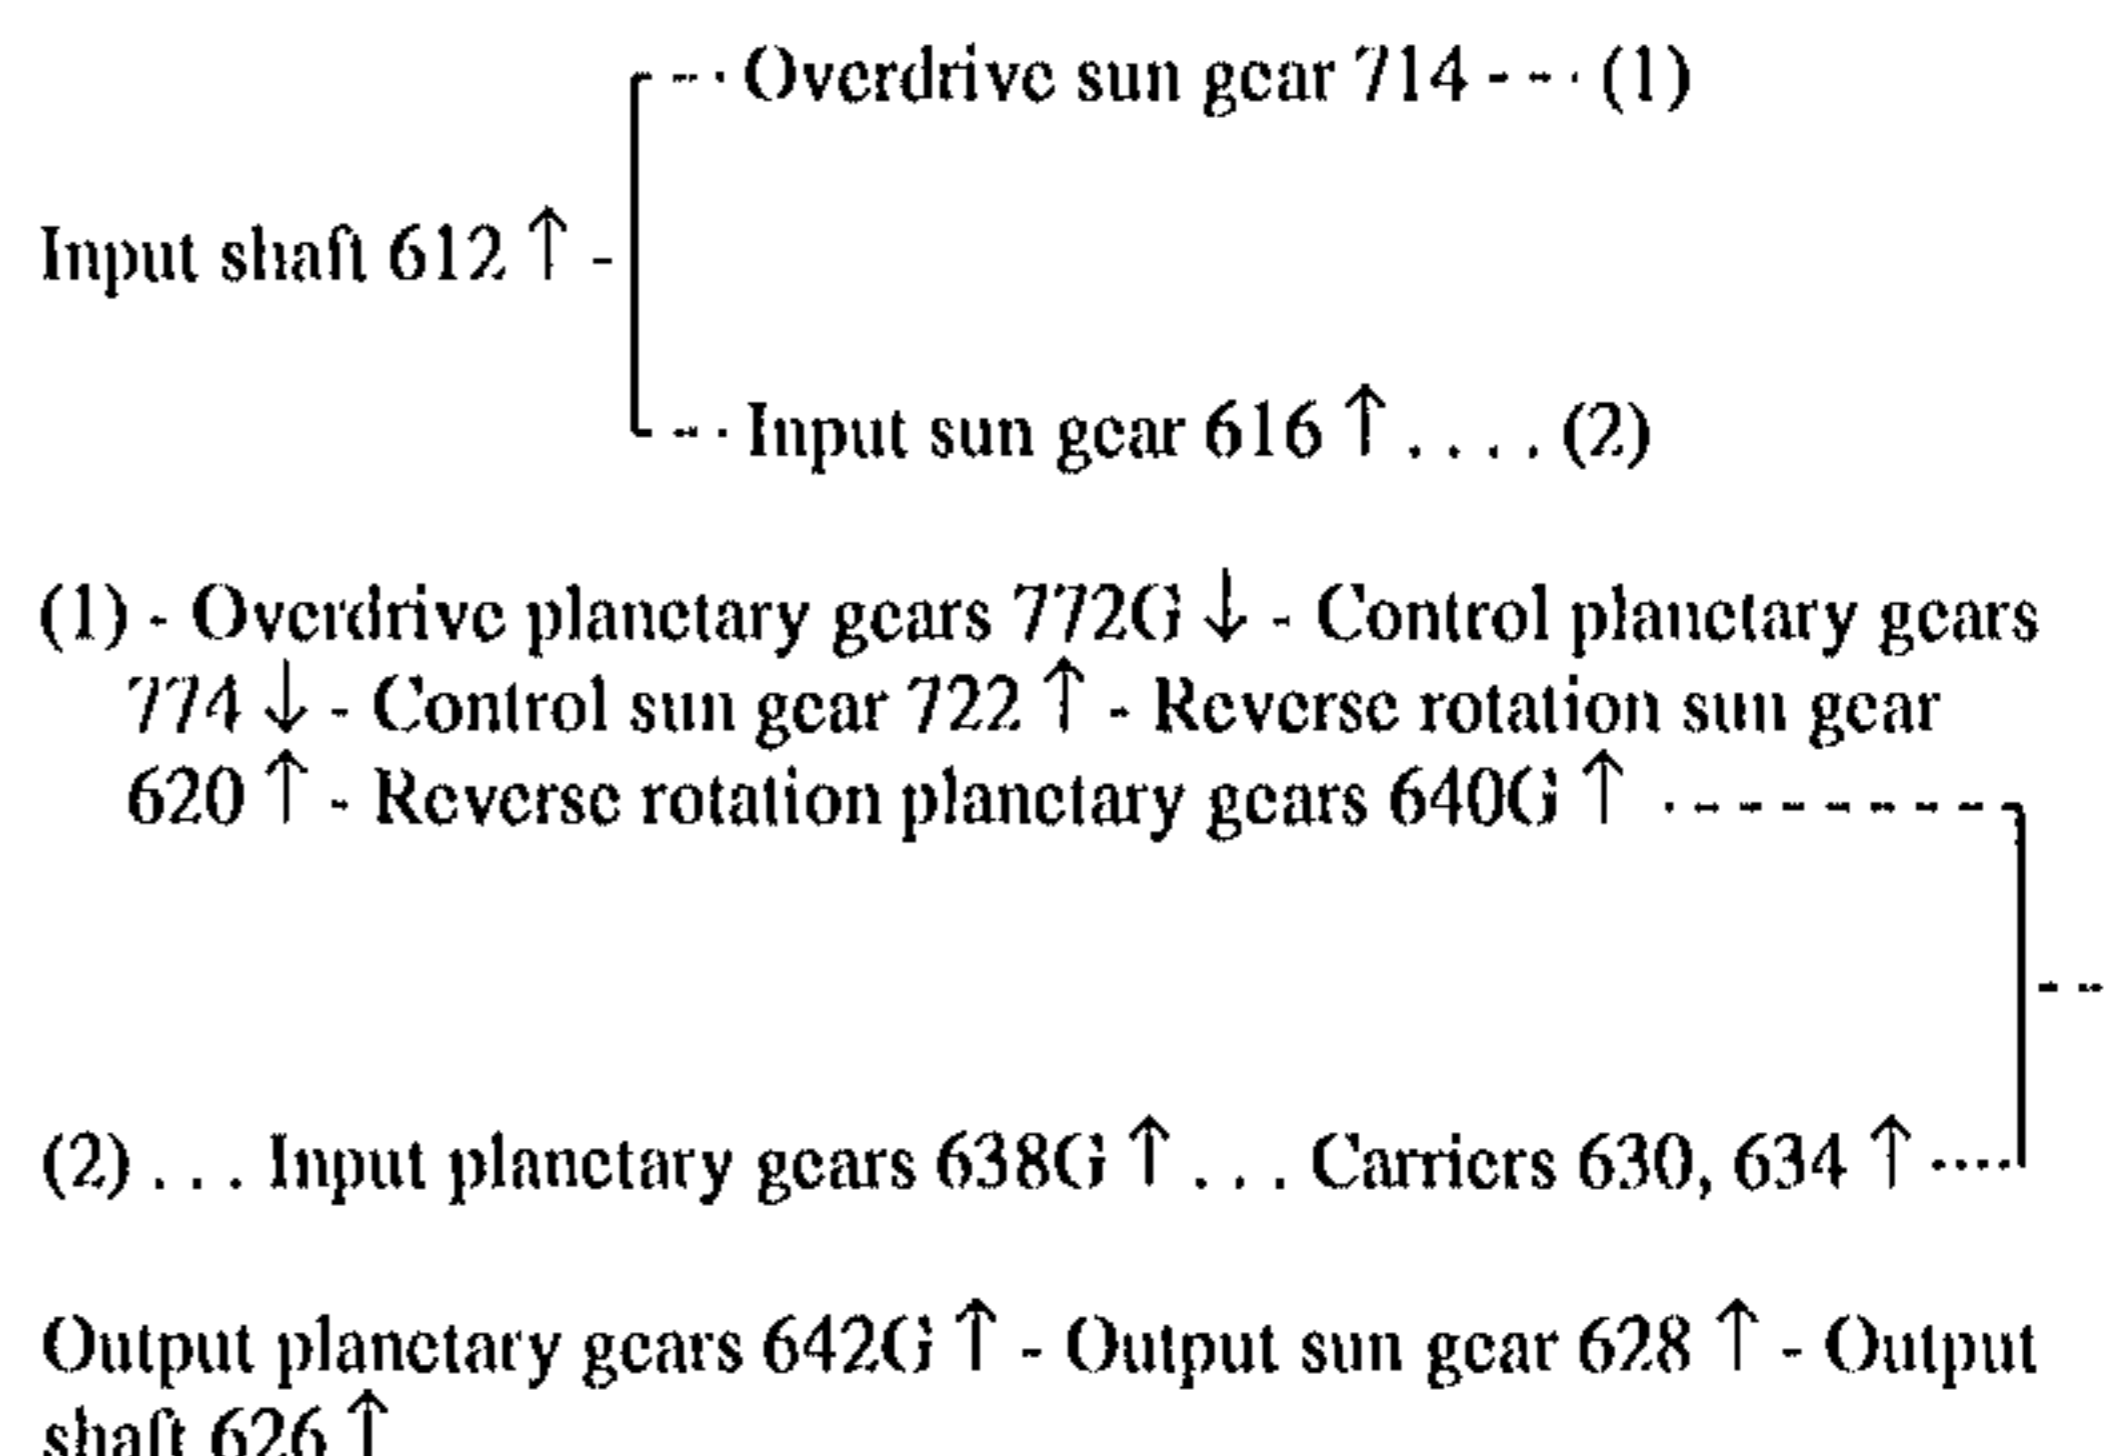 - - · Overdrive sun gear 714 - - · (1)
Input shaft 612 ↑ -
- - · Input sun gear 616 ↑ . . . . (2)
(1) - Overdrive planetary gears 772G ↓ - Control planetary gears
774 ↓ - Control sun gear 722 ↑ - Reverse rotation sun gear
620 ↑ - Reverse rotation planetary gears 640G ↑ · - - - - - - - -
- -
(2) . . . Input planetary gears 638G ↑ . . . Carriers 630, 634 ↑ ·····
Output planetary gears 642G ↑ - Output sun gear 628 ↑ - Output
shaft 626 ↑